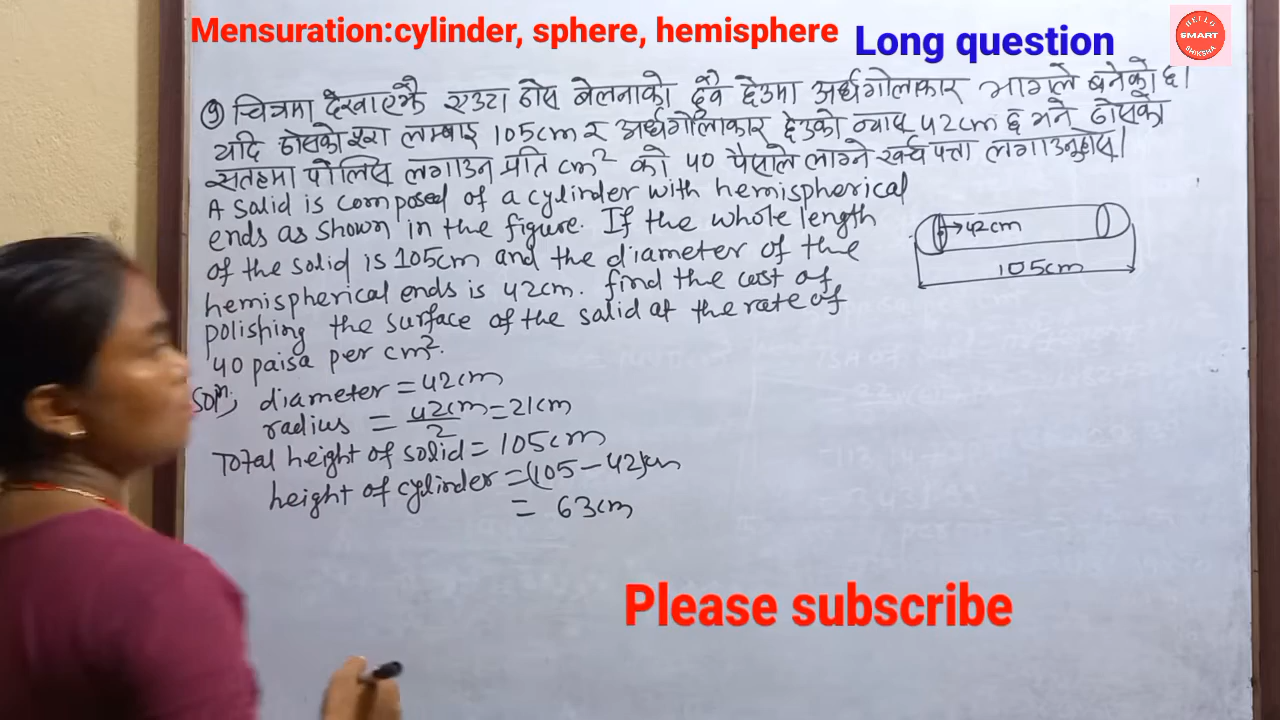 Mensuration:cylinder, sphere, hemisphere
Long question
HELLO
SMART
SHIKSHA
१) चित्रमा देखाएझै एउटा ठोस बेलनाको दुवै छेउमा अर्धगोलाकार भागले बनेको छ।
यदि ठोसको पुरा लम्बाइ 105cm र अर्धगोलाकार छेउको व्यास 42cm छ भने ठोसको
सतहमा पोलिस लगाउन प्रति cm² को ४० पैसाले लाग्ने खर्च पत्ता लगाउनुहोस्।
A solid is composed of a cylinder with hemispherical
ends as shown in the figure. If the whole length
of the solid is 105cm and the diameter of the
hemispherical ends is 42cm. find the cost of
polishing the surface of the solid at the rate of
40 paisa per cm².
→42cm
105cm
Solⁿ, diameter = 42cm
radius = 42cm/2 = 21cm
Total height of solid = 105cm
height of cylinder = (105-42)cm
= 63cm
Please subscribe